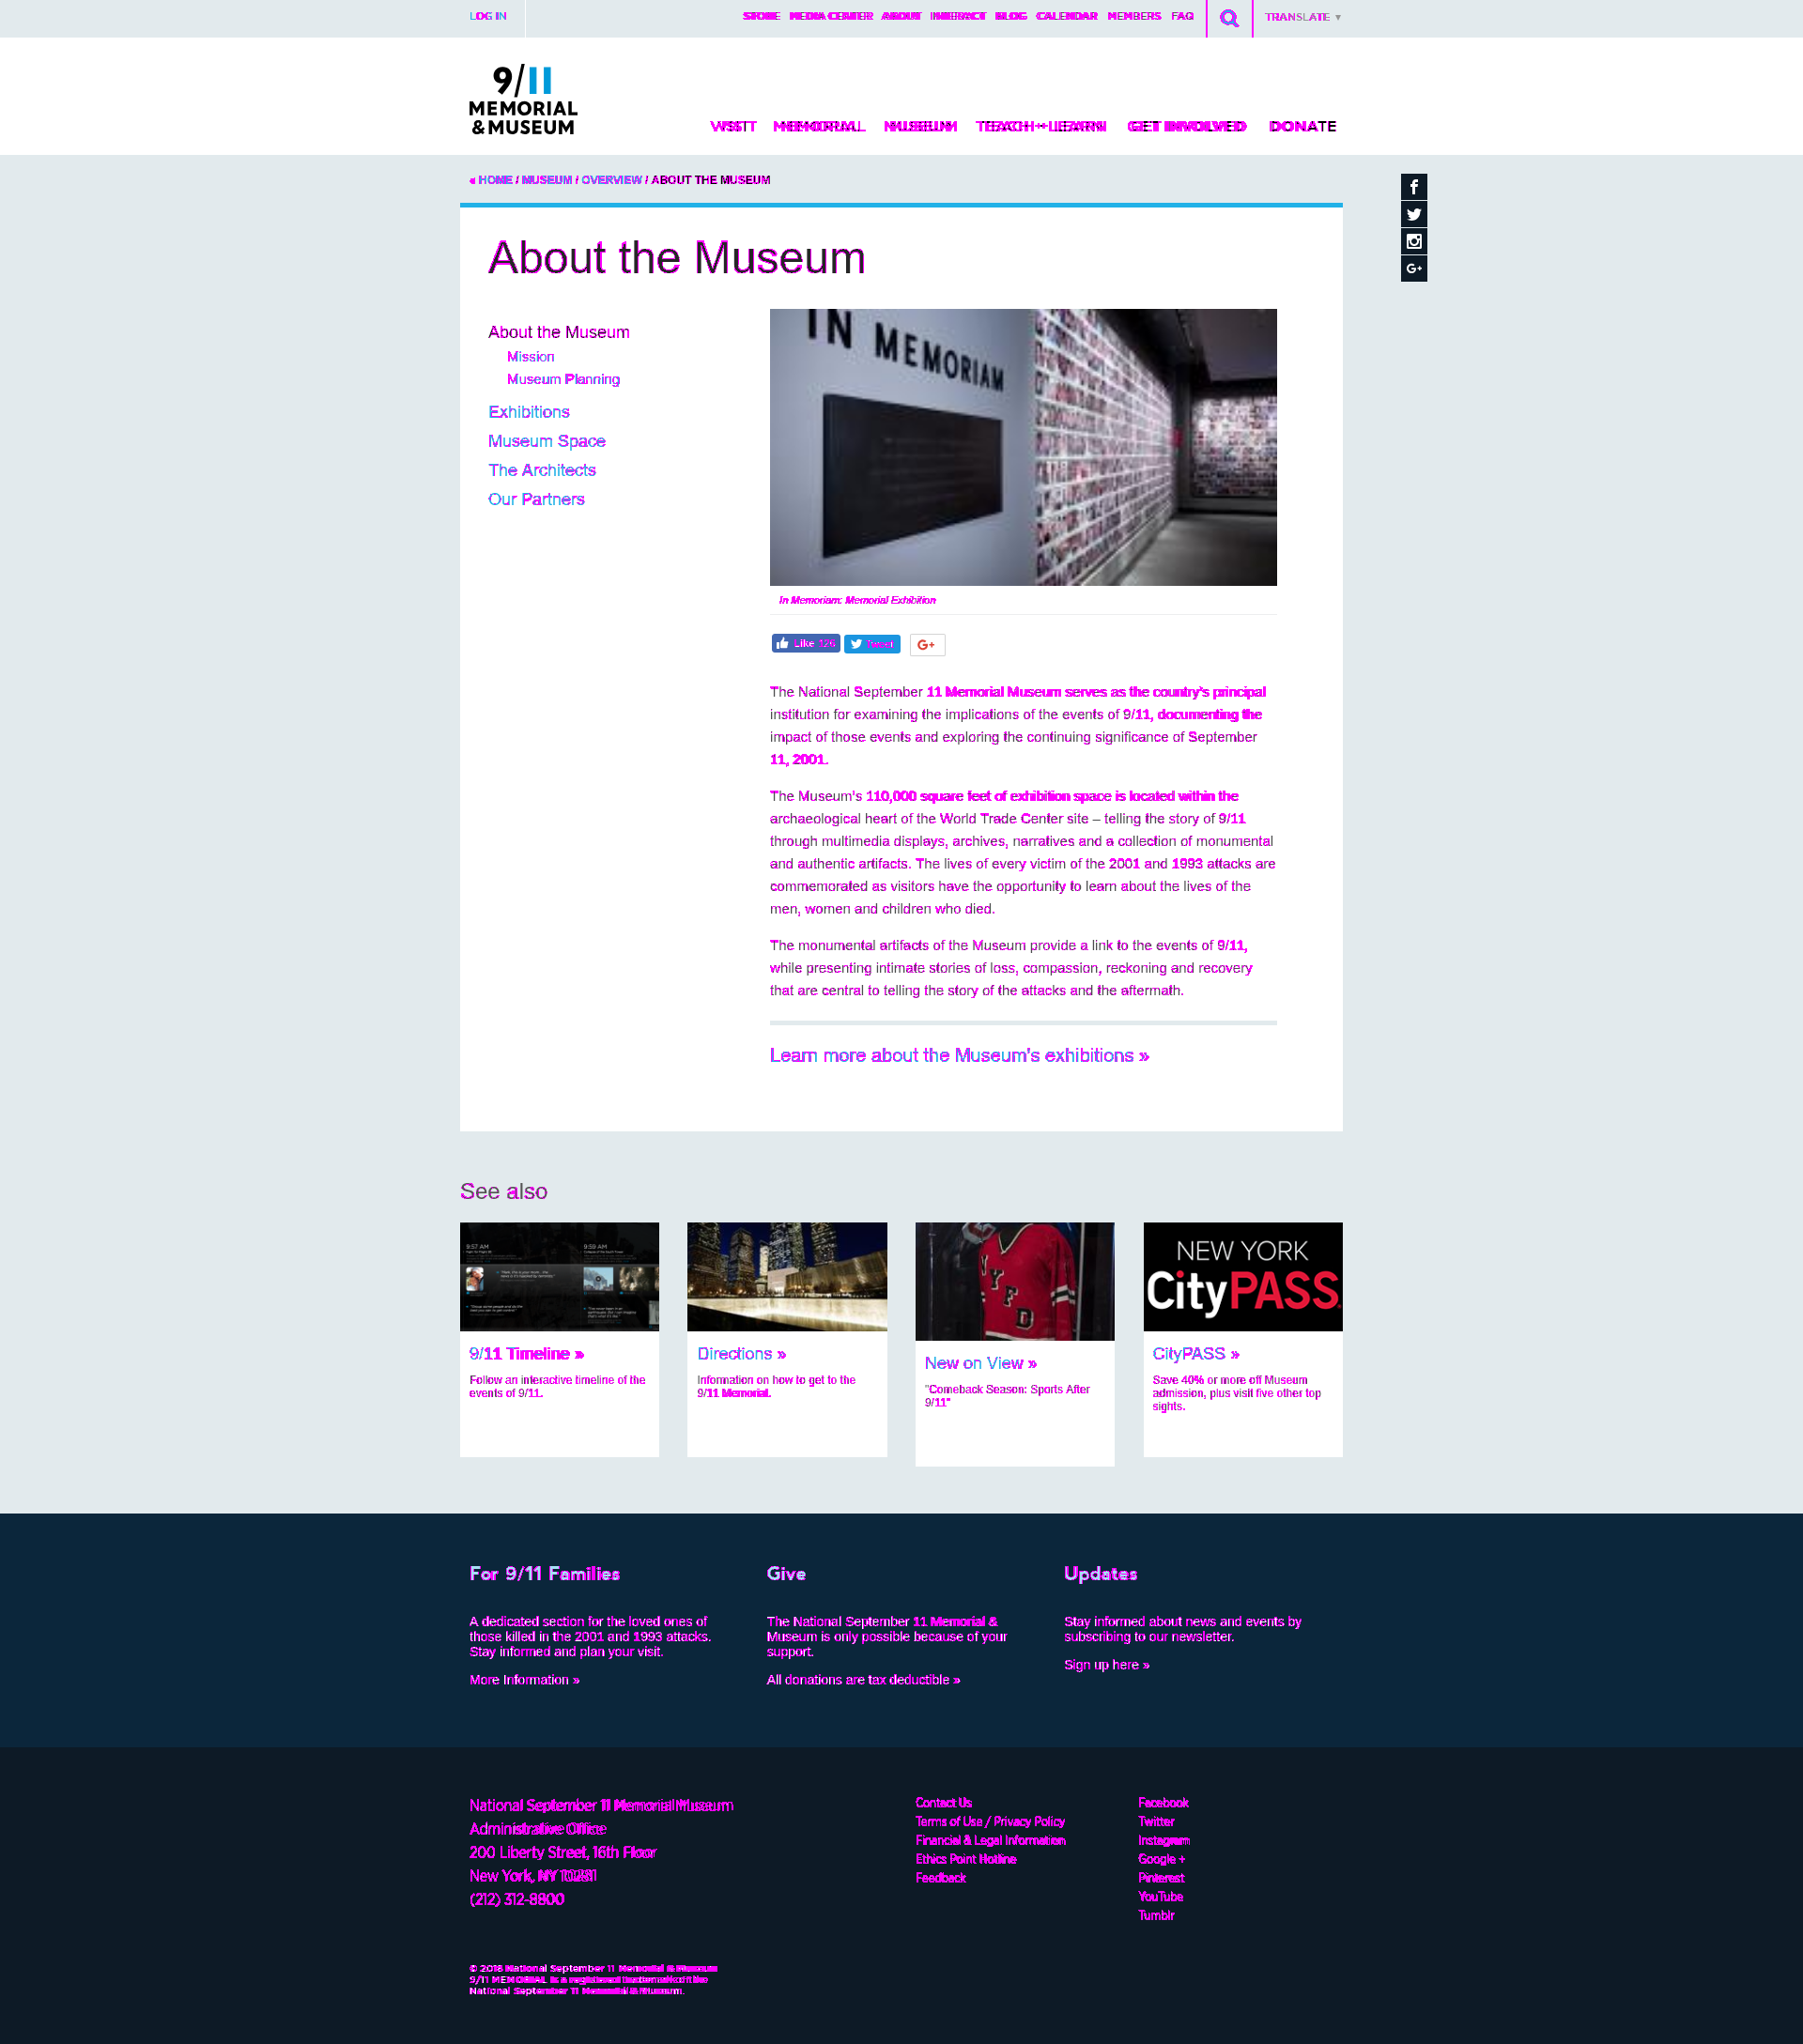 LOG IN
STORE MEDIA CENTER ABOUT INTERACT BLOG CALENDAR MEMBERS FAQ
TRANSLATE ▼
9/11
MEMORIAL
& MUSEUM
VISIT MEMORIAL MUSEUM TEACH + LEARN GET INVOLVED DONATE
« HOME / MUSEUM / OVERVIEW / ABOUT THE MUSEUM
About the Museum
About the Museum
Mission
Museum Planning
Exhibitions
Museum Space
The Architects
Our Partners
IN MEMORIAM
In Memoriam: Memorial Exhibition
Like
Tweet
G+
The National September 11 Memorial Museum serves as the country's principal
institution for examining the implications of the events of 9/11, documenting the
impact of those events and exploring the continuing significance of September
11, 2001.
The Museum's 110,000 square feet of exhibition space is located within the
archaeological heart of the World Trade Center site – telling the story of 9/11
through multimedia displays, archives, narratives and a collection of monumental
and authentic artifacts. The lives of every victim of the 2001 and 1993 attacks are
commemorated as visitors have the opportunity to learn about the lives of the
men, women and children who died.
The monumental artifacts of the Museum provide a link to the events of 9/11,
while presenting intimate stories of loss, compassion, reckoning and recovery
that are central to telling the story of the attacks and the aftermath.
Learn more about the Museum's exhibitions »
See also
9:57 AM
9:59 AM
NYFD
NEW YORK
CityPASS
9/11 Timeline »
Follow an interactive timeline of the
events of 9/11.
Directions »
Information on how to get to the
9/11 Memorial.
New on View »
"Comeback Season: Sports After
9/11"
CityPASS »
Save 40% or more off Museum
admission, plus visit five other top
sights.
For 9/11 Families
A dedicated section for the loved ones of
those killed in the 2001 and 1993 attacks.
Stay informed and plan your visit.
More Information »
Give
The National September 11 Memorial &
Museum is only possible because of your
support.
All donations are tax deductible »
Updates
Stay informed about news and events by
subscribing to our newsletter.
Sign up here »
National September 11 Memorial Museum
Administrative Office
200 Liberty Street, 16th Floor
New York, NY 10281
(212) 312-8800
Contact Us
Terms of Use / Privacy Policy
Financial & Legal Information
Ethics Point Hotline
Feedback
Facebook
Twitter
Instagram
Google +
Pinterest
YouTube
Tumblr
© 2018 National September 11 Memorial & Museum
9/11 MEMORIAL is a registered trademark of the
National September 11 Memorial & Museum.